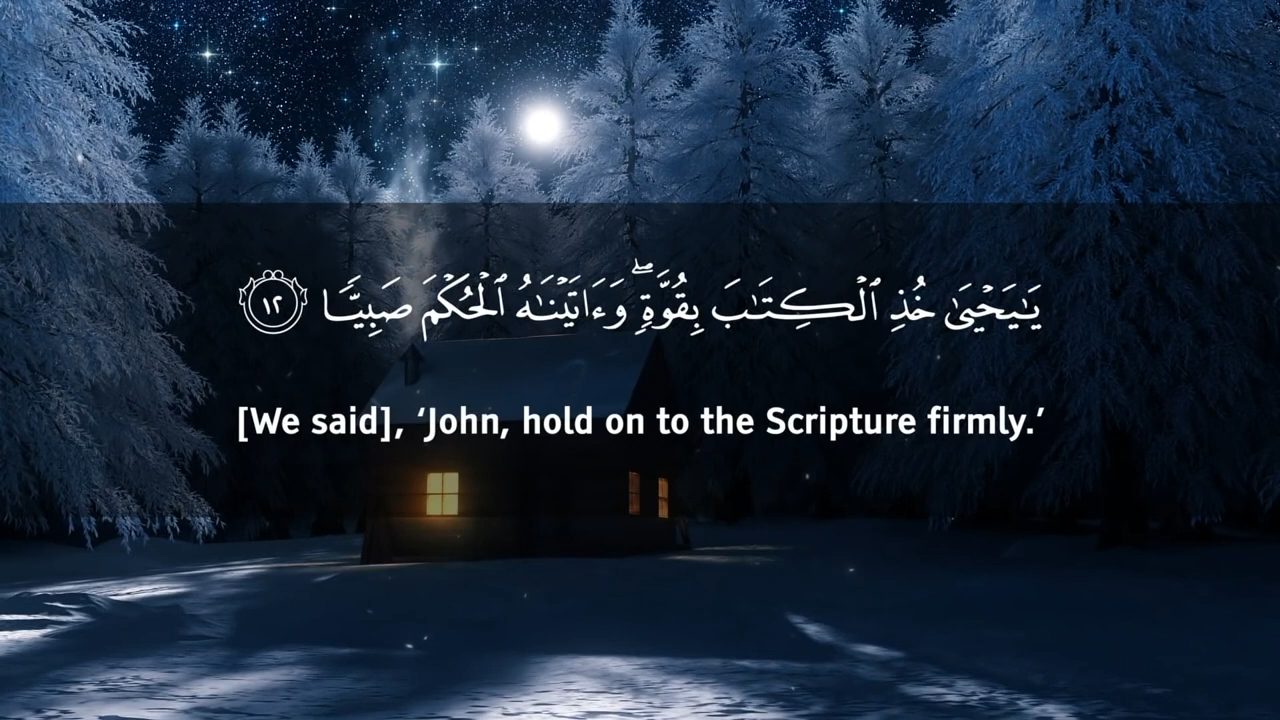 يَـٰيَحْيَىٰ خُذِ ٱلْكِتَـٰبَ بِقُوَّةٍۖ وَءَاتَيْنَـٰهُ ٱلْحُكْمَ صَبِيًّا ١٢
[We said], ‘John, hold on to the Scripture firmly.’